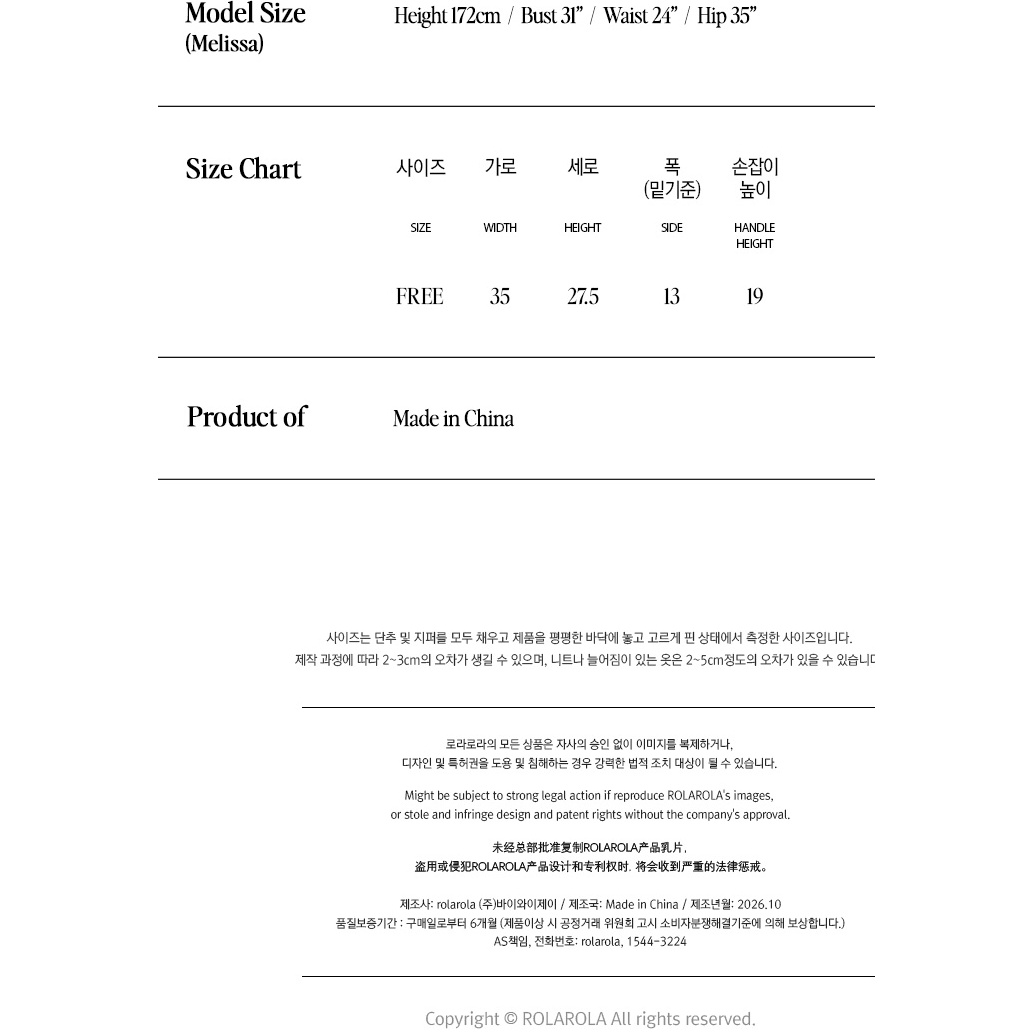 Model Size
(Melissa)
Height 172cm / Bust 31” / Waist 24” / Hip 35”
Size Chart
사이즈 가로 세로 폭 (밑기준) 손잡이 높이
SIZE WIDTH HEIGHT SIDE HANDLE HEIGHT
FREE 35 27.5 13 19
Product of
Made in China
사이즈는 단추 및 지퍼를 모두 채우고 제품을 평평한 바닥에 놓고 고르게 핀 상태에서 측정한 사이즈입니다.
제작 과정에 따라 2~3cm의 오차가 생길 수 있으며, 니트나 늘어짐이 있는 옷은 2~5cm정도의 오차가 있을 수 있습니
로라로라의 모든 상품은 자사의 승인 없이 이미지를 복제하거나,
디자인 및 특허권을 도용 및 침해하는 경우 강력한 법적 조치 대상이 될 수 있습니다.
Might be subject to strong legal action if reproduce ROLAROLA's images,
or stole and infringe design and patent rights without the company's approval.
未经总部批准复制ROLAROLA产品乳片,
盗用或侵犯ROLAROLA产品设计和专利权时, 将会收到严重的法律惩戒。
제조사: rolarola (주)바이와이제이 / 제조국: Made in China / 제조년월: 2026.10
품질보증기간 : 구매일로부터 6개월 (제품이상 시 공정거래 위원회 고시 소비자분쟁해결기준에 의해 보상합니다.)
AS책임, 전화번호: rolarola, 1544-3224
Copyright © ROLAROLA All rights reserved.